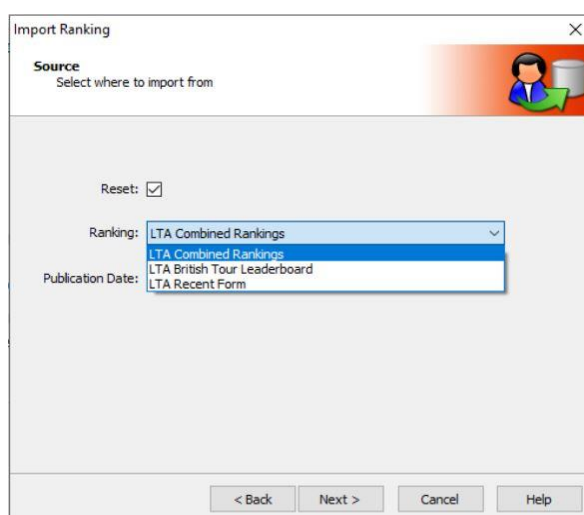 Import Ranking
Source
Select where to import from
Reset:
Ranking: LTA Combined Rankings
LTA Combined Rankings
LTA British Tour Leaderboard
Publication Date:
LTA Recent Form
< Back Next > Cancel Help